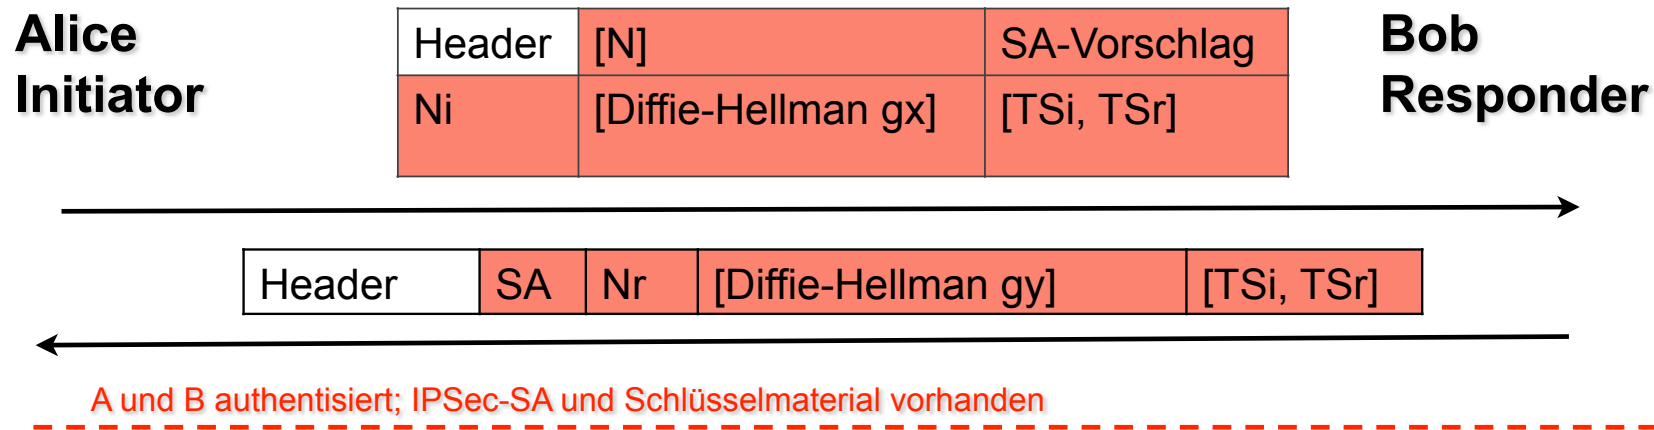 Alice
Initiator
Header [N] SA-Vorschlag
Ni [Diffie-Hellman gx] [TSi, TSr]
Bob
Responder
Header SA Nr [Diffie-Hellman gy] [TSi, TSr]
A und B authentisiert; IPSec-SA und Schlüsselmaterial vorhanden